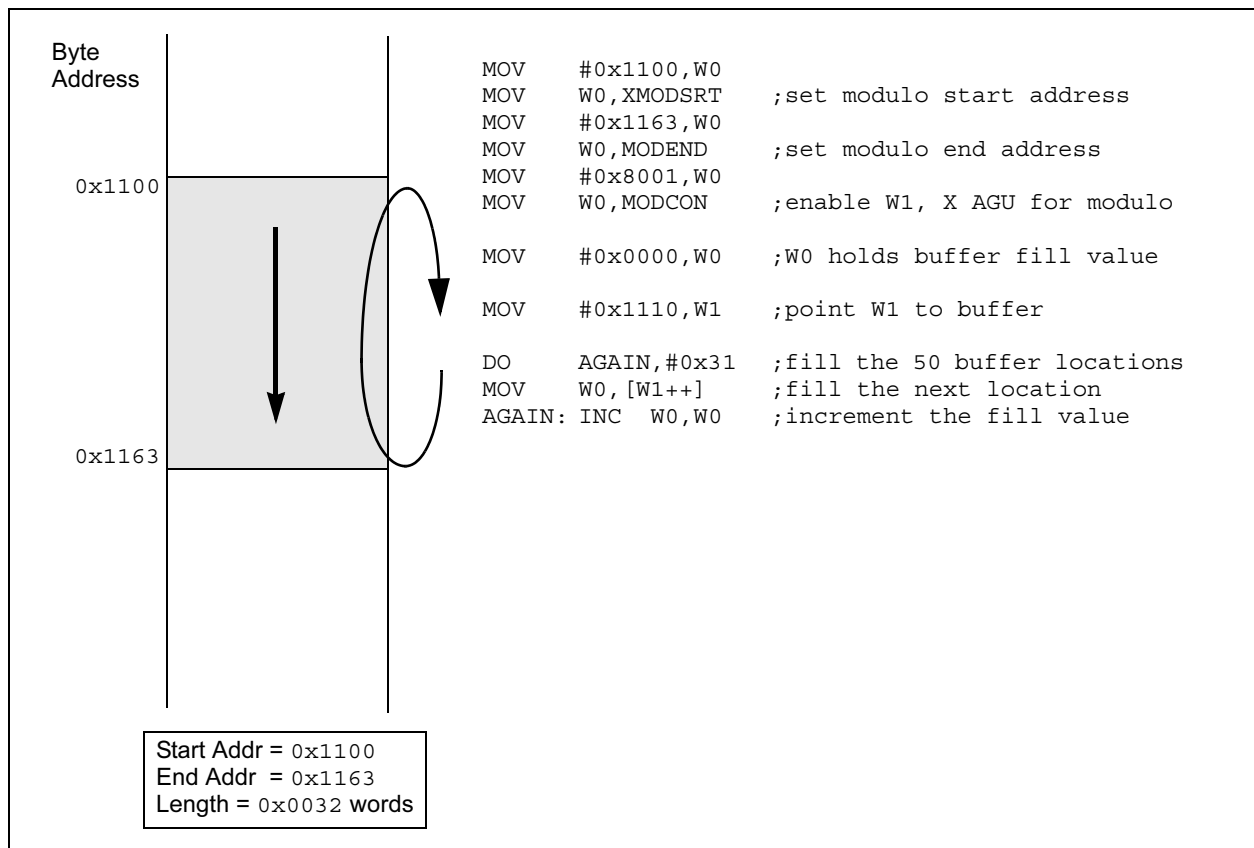 Byte
Address
0x1100
0x1163
MOV #0x1100,W0
MOV W0,XMODSRT ;set modulo start address
MOV #0x1163,W0
MOV W0,MODEND ;set modulo end address
MOV #0x8001,W0
MOV W0,MODCON ;enable W1, X AGU for modulo
MOV #0x0000,W0 ;W0 holds buffer fill value
MOV #0x1110,W1 ;point W1 to buffer
DO AGAIN,#0x31 ;fill the 50 buffer locations
MOV W0,[W1++] ;fill the next location
AGAIN: INC W0,W0 ;increment the fill value
Start Addr = 0x1100
End Addr = 0x1163
Length = 0x0032 words